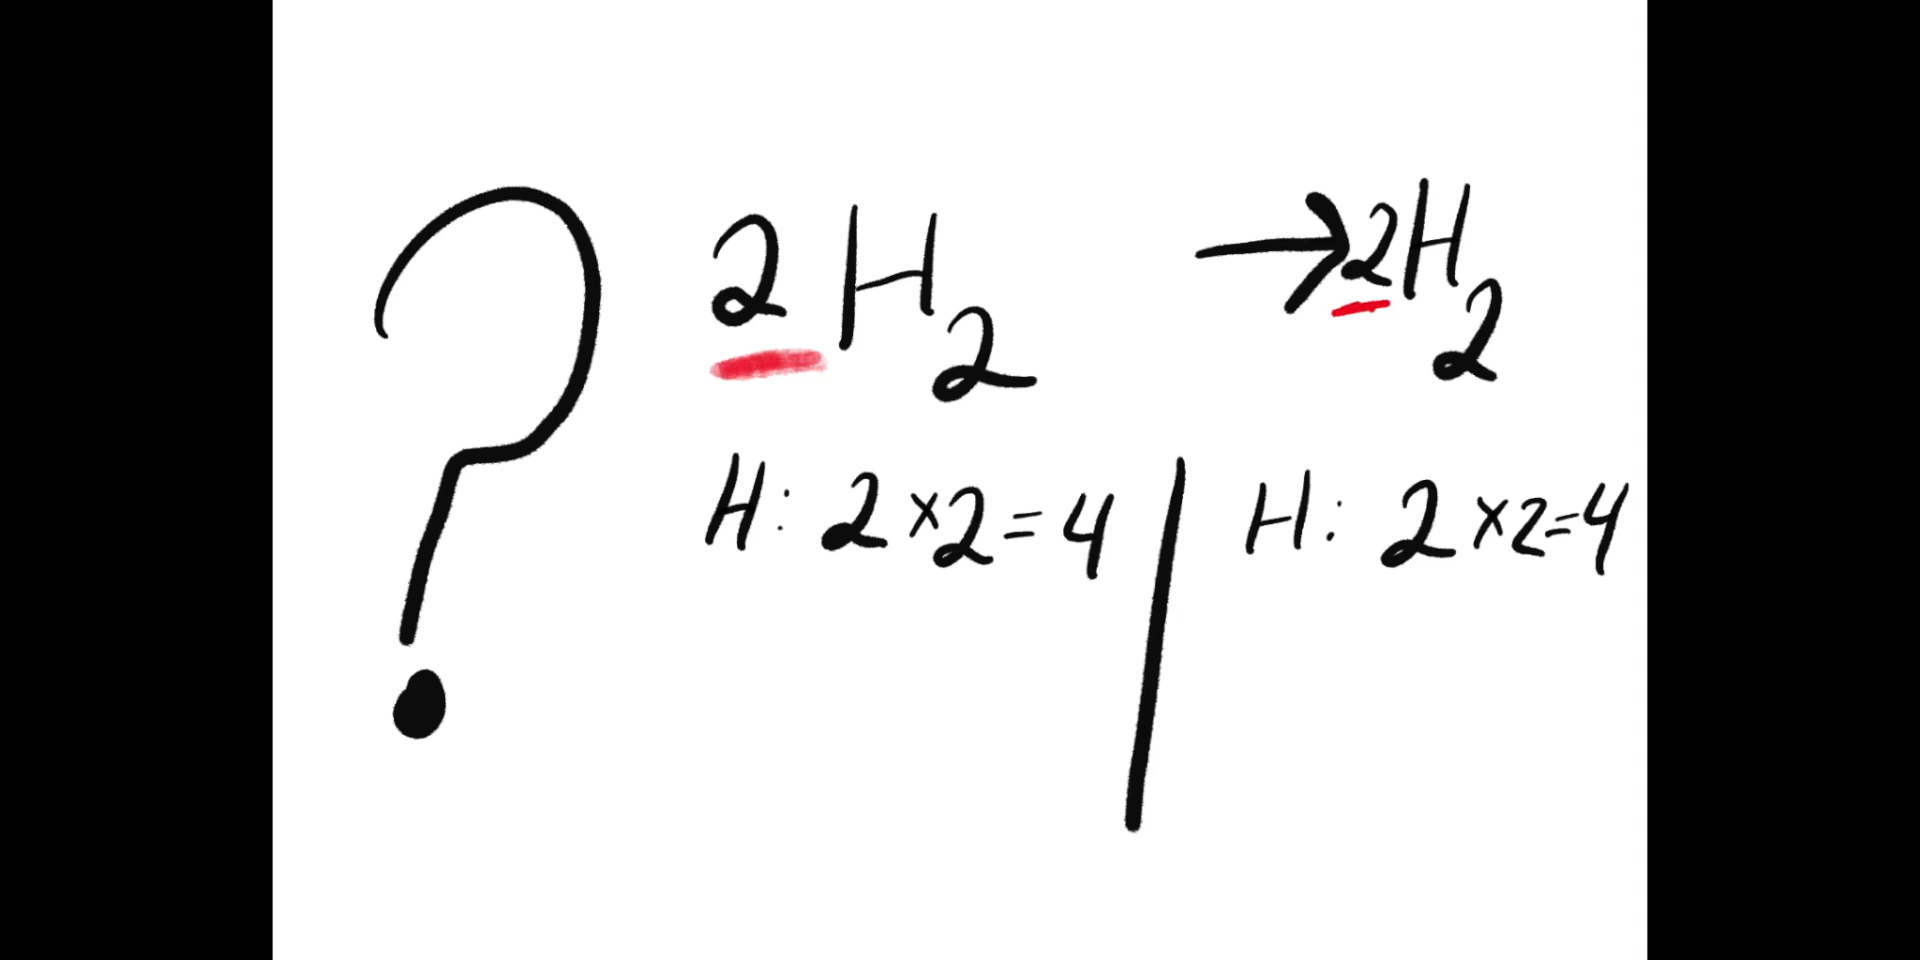 ? 2H₂ → 2H₂
H: 2×2=4 | H: 2×2=4